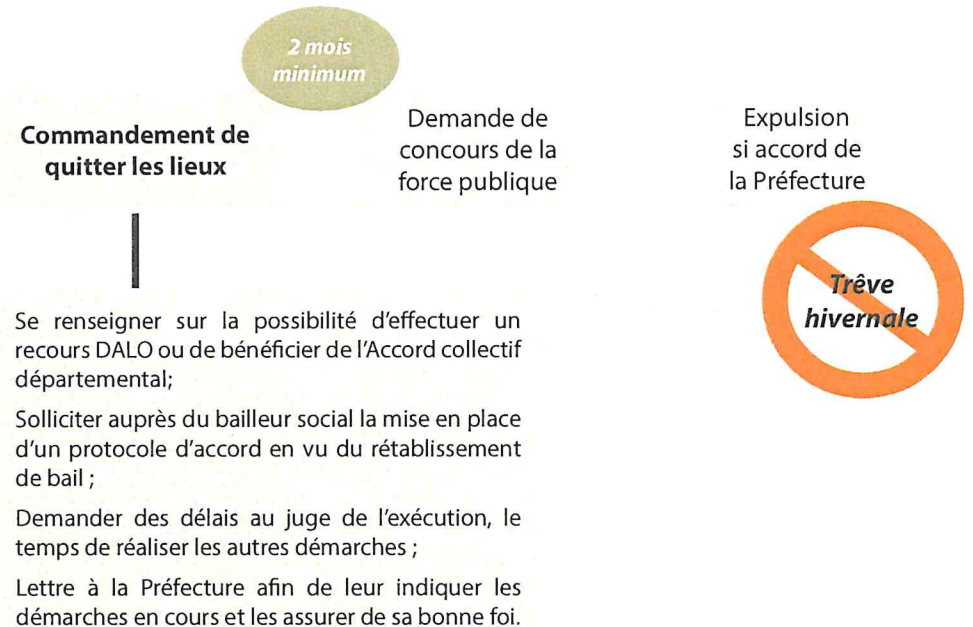 2 mois
minimum
Commandement de
quitter les lieux
Demande de
concours de la
force publique
Expulsion
si accord de
la Préfecture
Trêve
hivernale
Se renseigner sur la possibilité d'effectuer un
recours DALO ou de bénéficier de l'Accord collectif
départemental;
Solliciter auprès du bailleur social la mise en place
d'un protocole d'accord en vu du rétablissement
de bail ;
Demander des délais au juge de l'exécution, le
temps de réaliser les autres démarches ;
Lettre à la Préfecture afin de leur indiquer les
démarches en cours et les assurer de sa bonne foi.